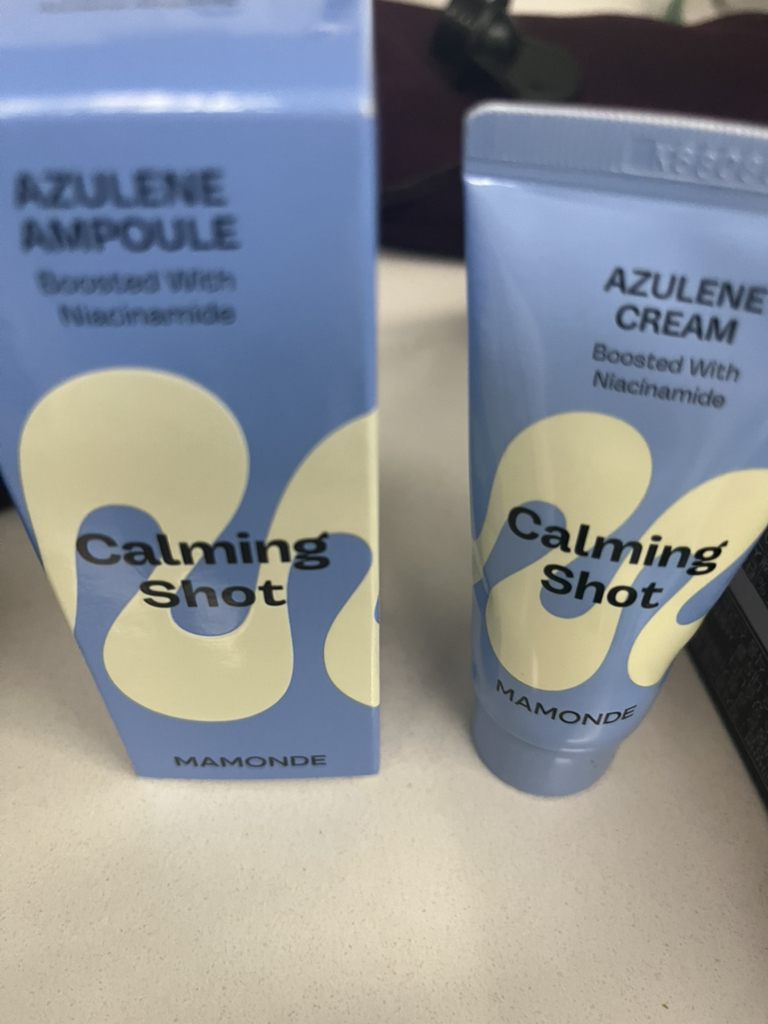 AZULENE
AMPOULE
Boosted With
Niacinamide
Calming
Shot
MAMONDE
AZULENE
CREAM
Boosted With
Niacinamide
Calming
Shot
MAMONDE